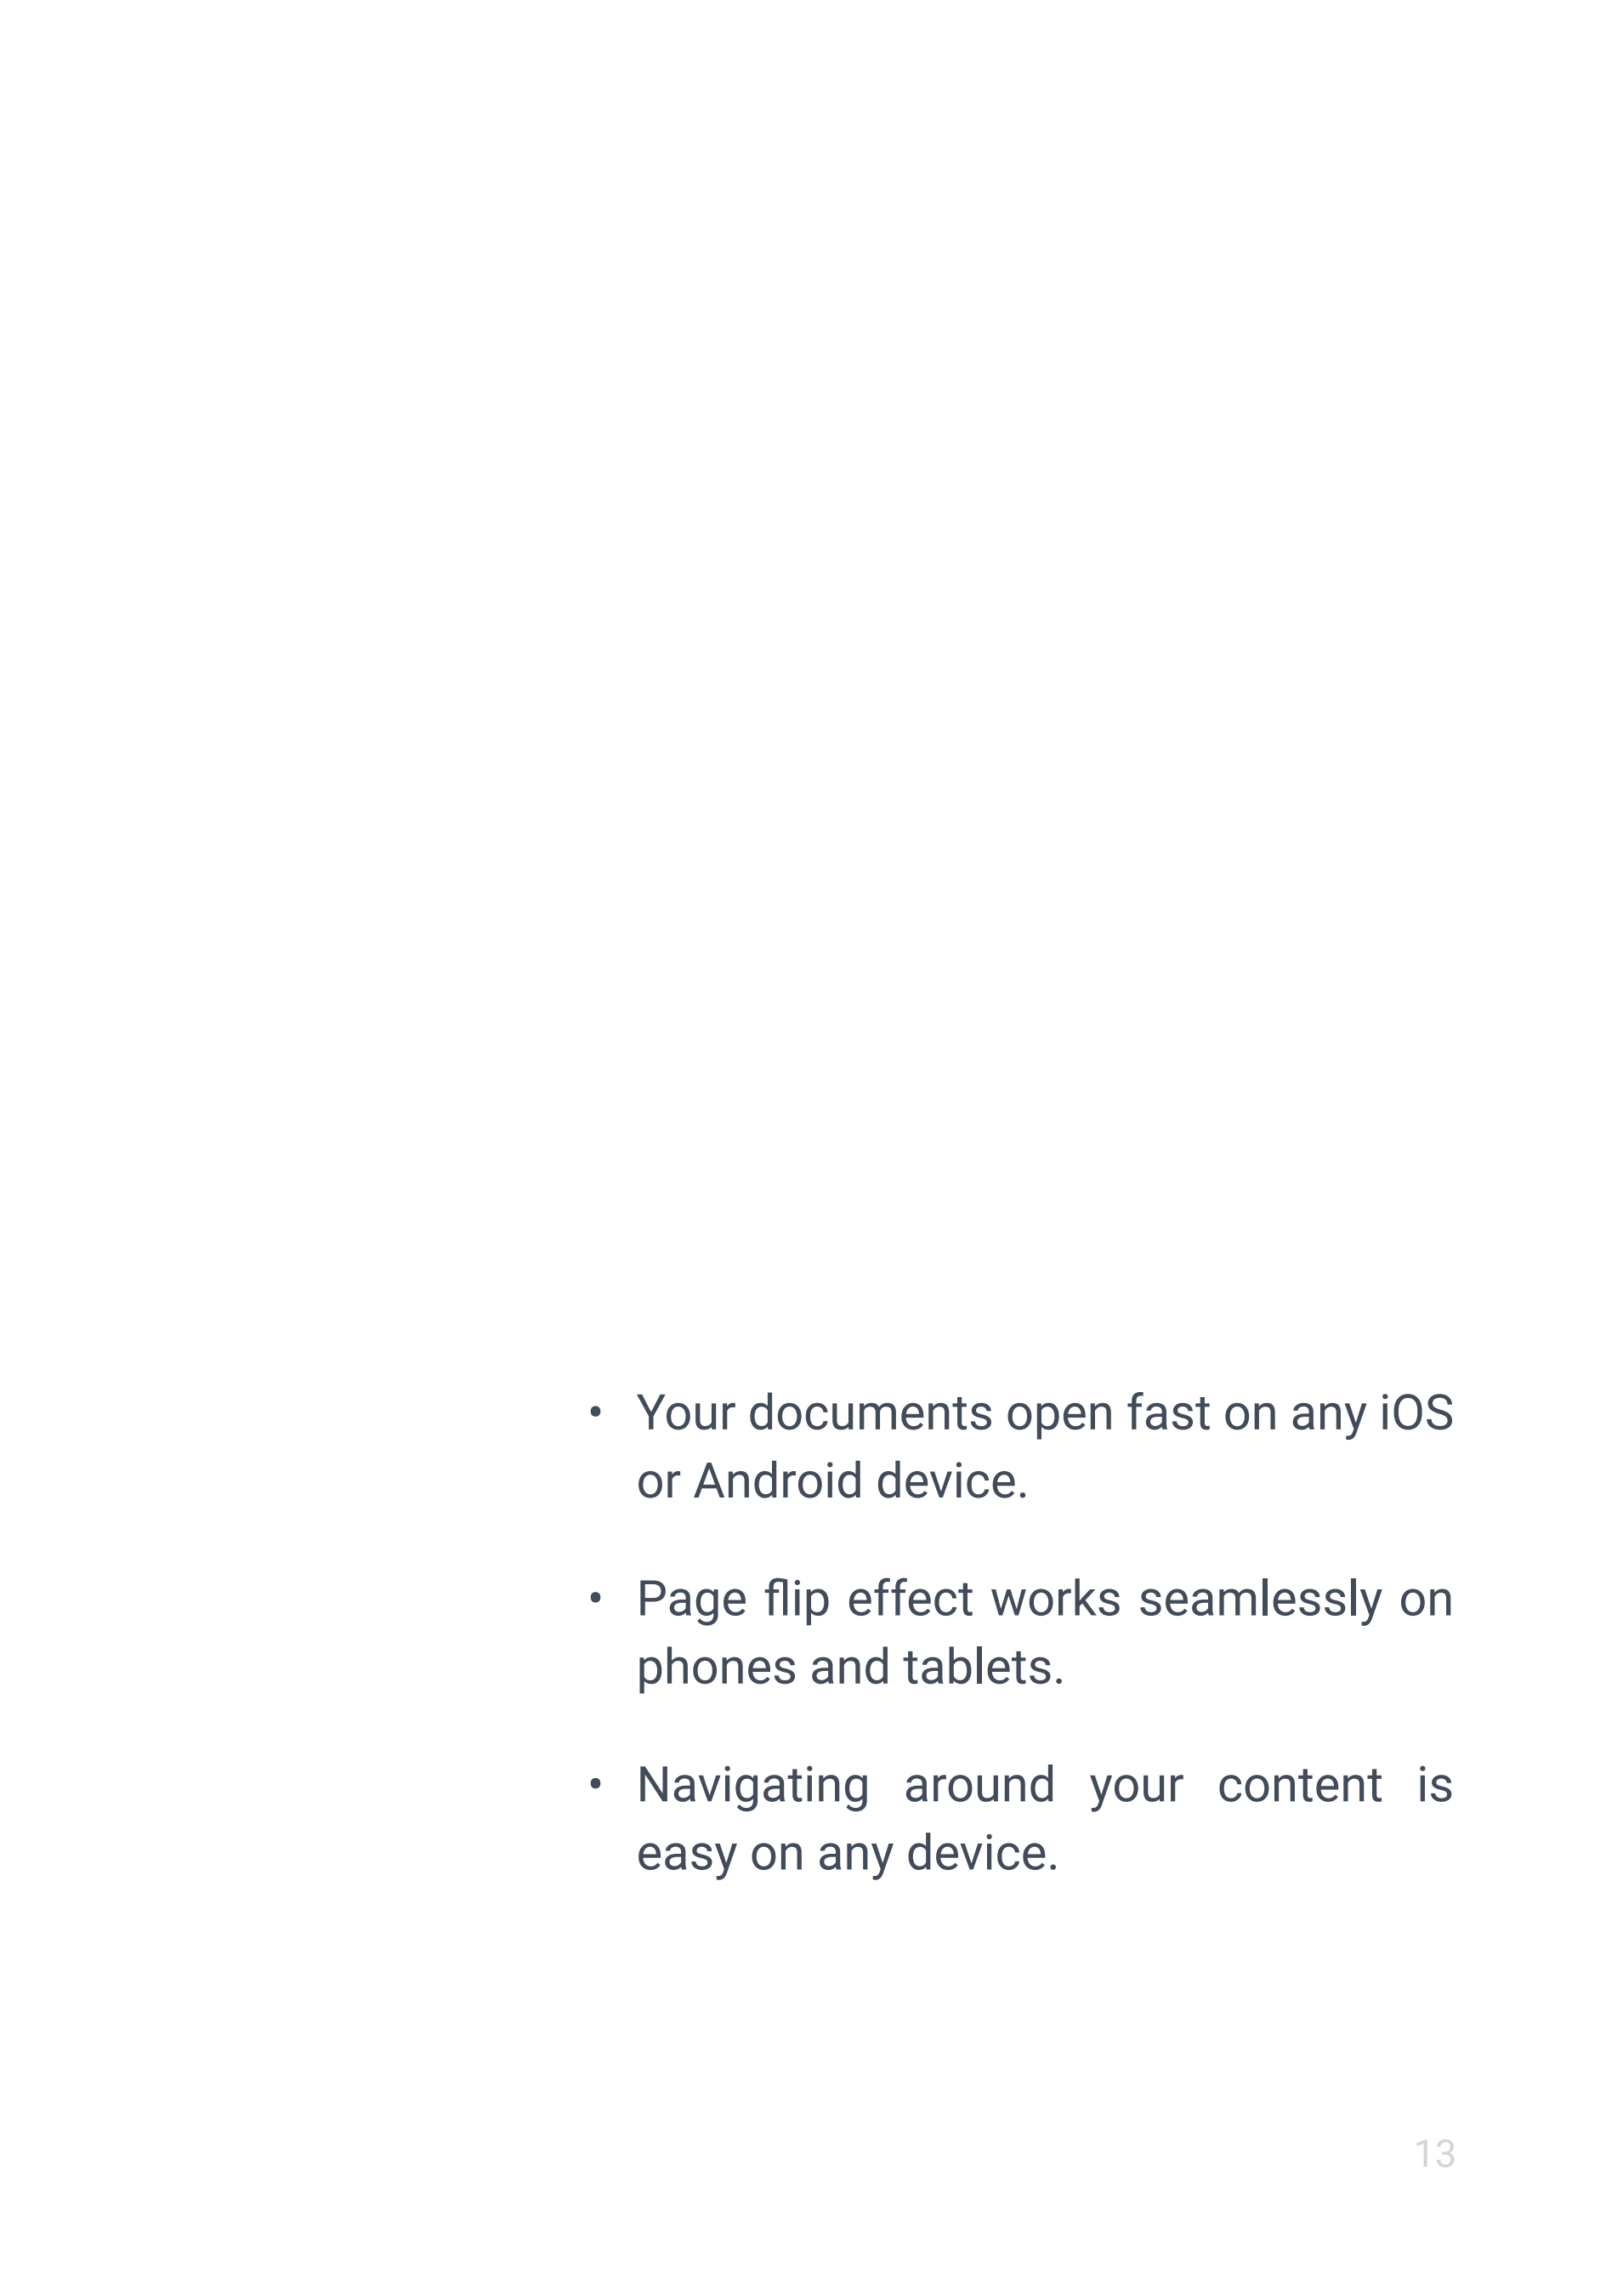 • Your documents open fast on any iOS
or Android device.
• Page flip effect works seamlessly on
phones and tablets.
• Navigating around your content is
easy on any device.
13